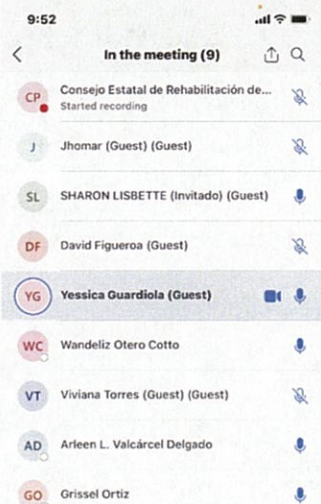 9:52
In the meeting (9)
CP Consejo Estatal de Rehabilitación de...
Started recording
J Jhomar (Guest) (Guest)
SL SHARON LISBETTE (Invitado) (Guest)
DF David Figueroa (Guest)
YG Yessica Guardiola (Guest)
WC Wandeliz Otero Cotto
VT Viviana Torres (Guest) (Guest)
AD Arleen L. Valcárcel Delgado
GO Grissel Ortiz